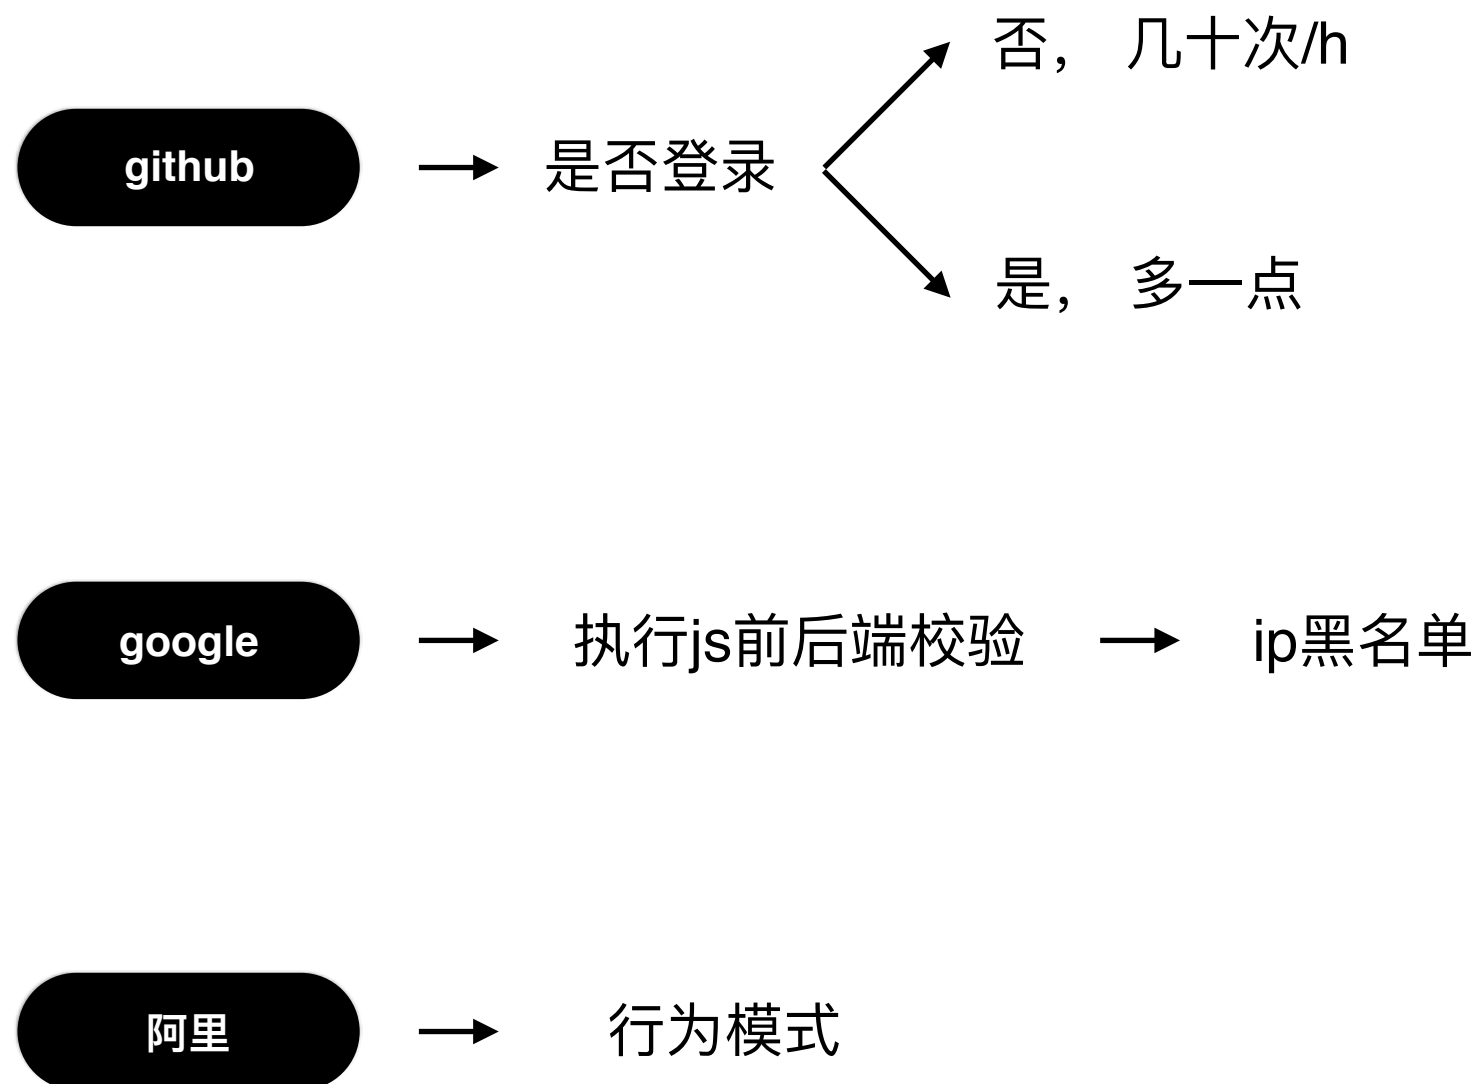 否， 几十次/h
github
是否登录
是， 多一点
google
执行js前后端校验
ip黑名单
阿里
行为模式